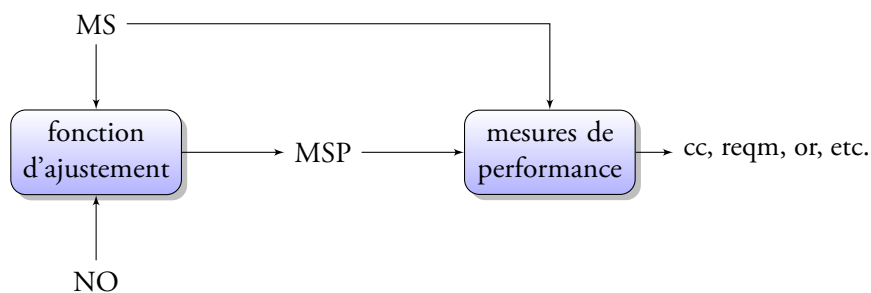 MS
fonction
d'ajustement
MSP
mesures de
performance
cc, reqm, or, etc.
NO